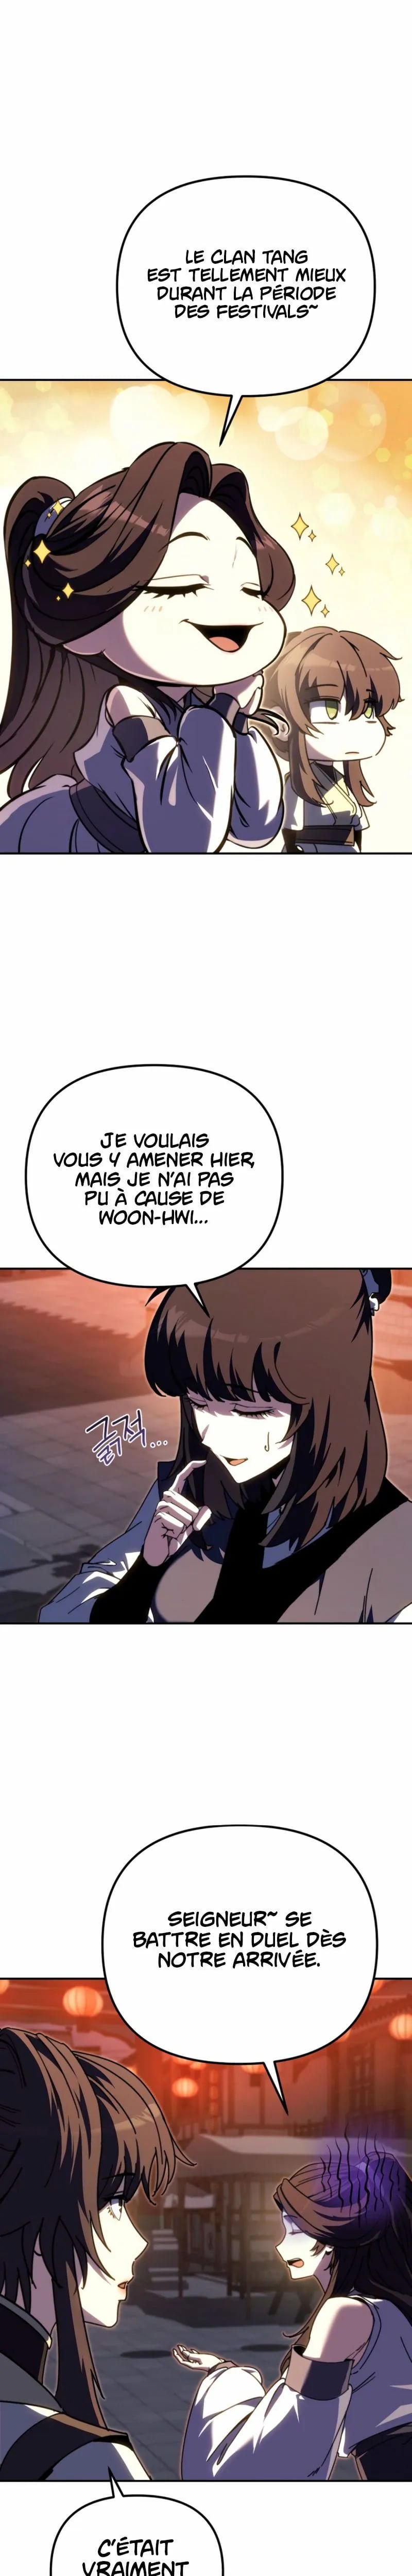 LE CLAN TANG
EST TELLEMENT MIEUX
DURANT LA PÉRIODE
DES FESTIVALS~
JE VOULAIS
VOUS Y AMENER HIER,
MAIS JE N'AI PAS
PU À CAUSE DE
WOON-HWI...
긁적...
SEIGNEUR~ SE
BATTRE EN DUEL DÈS
NOTRE ARRIVÉE.
C'ÉTAIT
VRAIMENT